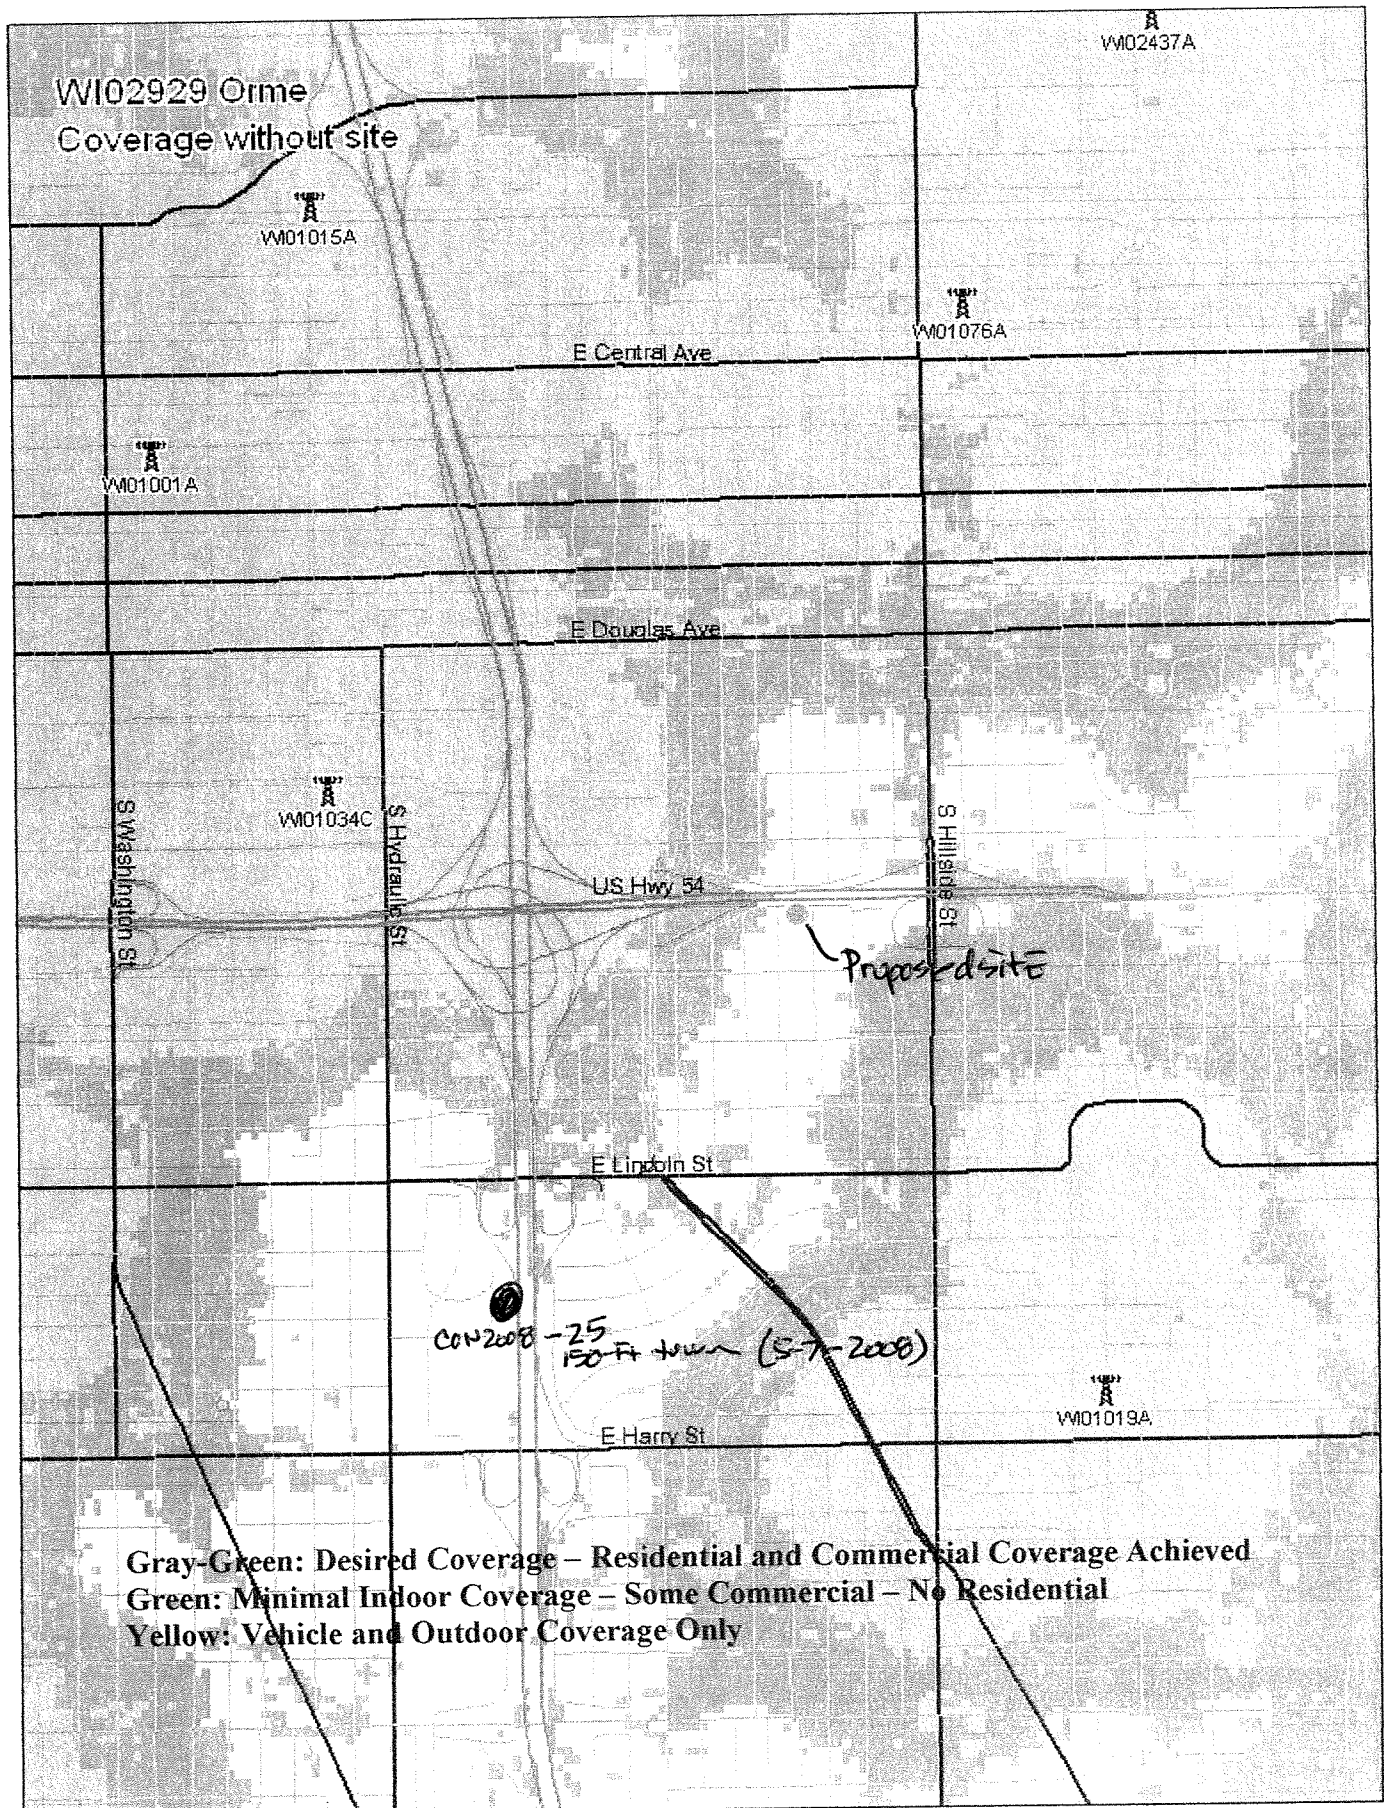 WI02437A
WI02929 Orme
Coverage without site
WI01015A
WI01076A
E Central Ave
WI01001A
E Douglas Ave
WI01034C
S Washington St
S Hydraulic St
S Hillside St
US Hwy 54
Proposed site
E Lincoln St
CON2008-25
150 Ft tower (5-7-2008)
WI01019A
E Harry St
Gray-Green: Desired Coverage – Residential and Commercial Coverage Achieved
Green: Minimal Indoor Coverage – Some Commercial – No Residential
Yellow: Vehicle and Outdoor Coverage Only